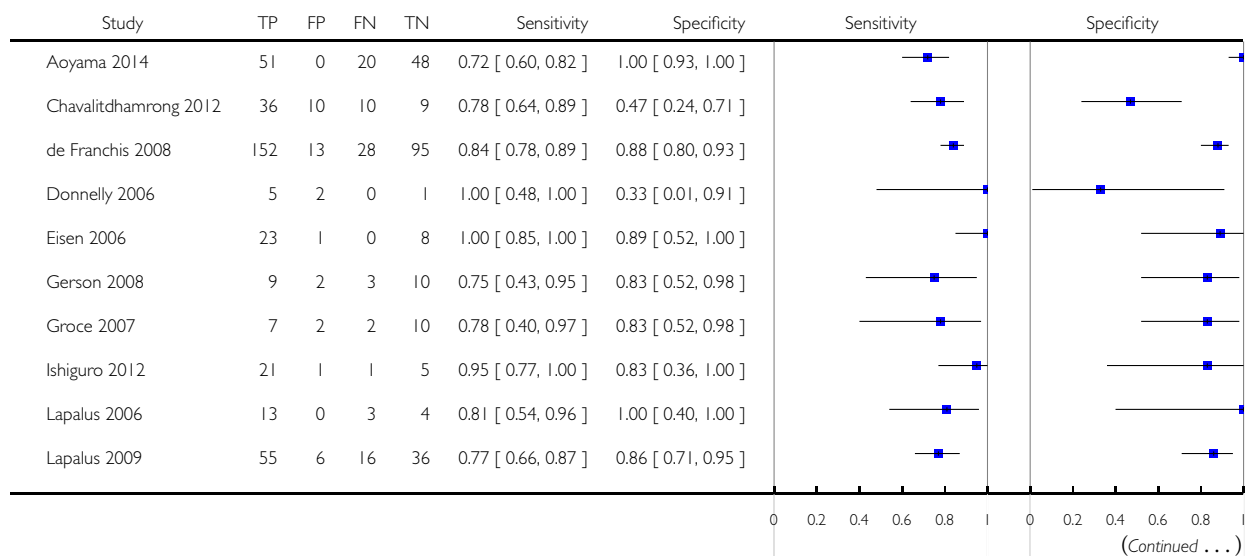 Study TP FP FN TN Sensitivity Specificity Sensitivity Specificity
Aoyama 2014 51 0 20 48 0.72 [ 0.60, 0.82 ] 1.00 [ 0.93, 1.00 ]
Chavalitdhamrong 2012 36 10 10 9 0.78 [ 0.64, 0.89 ] 0.47 [ 0.24, 0.71 ]
de Franchis 2008 152 13 28 95 0.84 [ 0.78, 0.89 ] 0.88 [ 0.80, 0.93 ]
Donnelly 2006 5 2 0 1 1.00 [ 0.48, 1.00 ] 0.33 [ 0.01, 0.91 ]
Eisen 2006 23 1 0 8 1.00 [ 0.85, 1.00 ] 0.89 [ 0.52, 1.00 ]
Gerson 2008 9 2 3 10 0.75 [ 0.43, 0.95 ] 0.83 [ 0.52, 0.98 ]
Groce 2007 7 2 2 10 0.78 [ 0.40, 0.97 ] 0.83 [ 0.52, 0.98 ]
Ishiguro 2012 21 1 1 5 0.95 [ 0.77, 1.00 ] 0.83 [ 0.36, 1.00 ]
Lapalus 2006 13 0 3 4 0.81 [ 0.54, 0.96 ] 1.00 [ 0.40, 1.00 ]
Lapalus 2009 55 6 16 36 0.77 [ 0.66, 0.87 ] 0.86 [ 0.71, 0.95 ]
0 0.2 0.4 0.6 0.8 1 0 0.2 0.4 0.6 0.8 1
(Continued . . . )